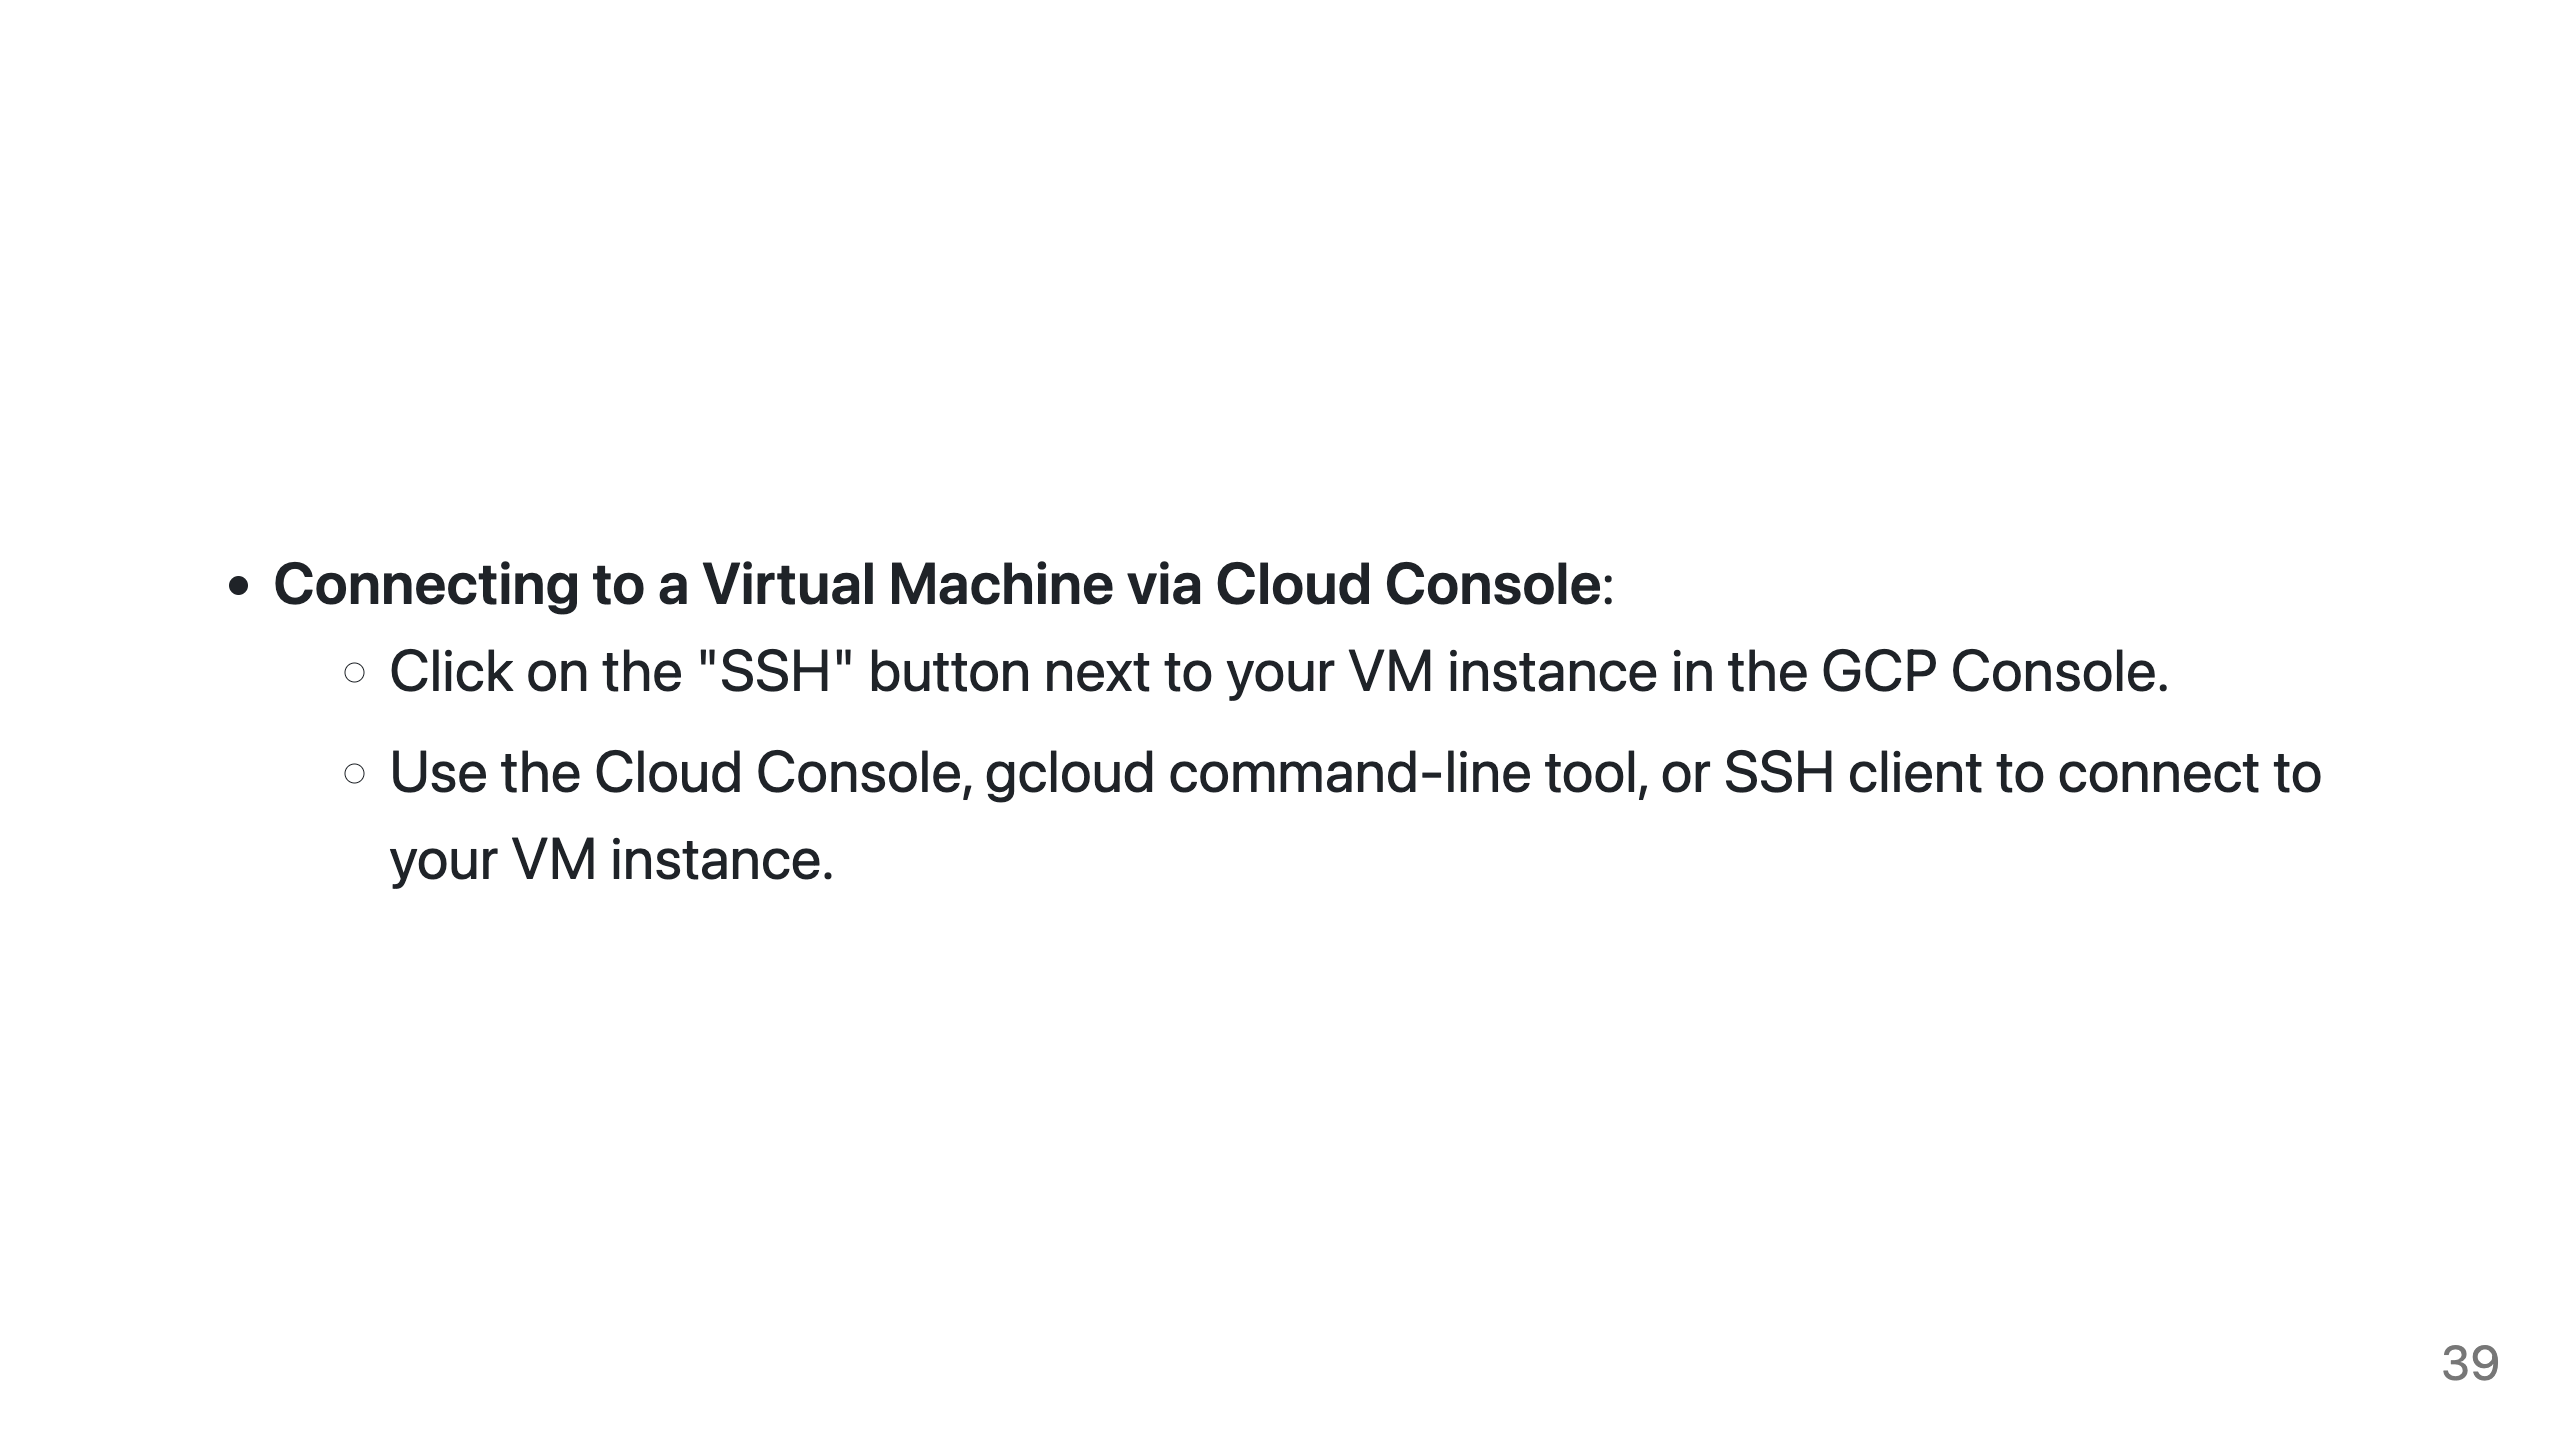 • Connecting to a Virtual Machine via Cloud Console:
○ Click on the "SSH" button next to your VM instance in the GCP Console.
○ Use the Cloud Console, gcloud command-line tool, or SSH client to connect to
your VM instance.
39